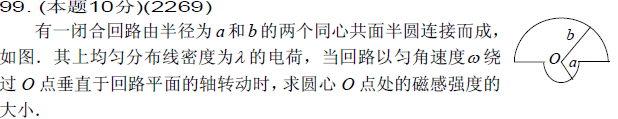 99. (本题10分)(2269)
有一闭合回路由半径为a和b的两个同心共面半圆连接而成,
如图．其上均匀分布线密度为λ的电荷，当回路以匀角速度ω绕
过O点垂直于回路平面的轴转动时，求圆心O点处的磁感强度的
大小．
b
O a